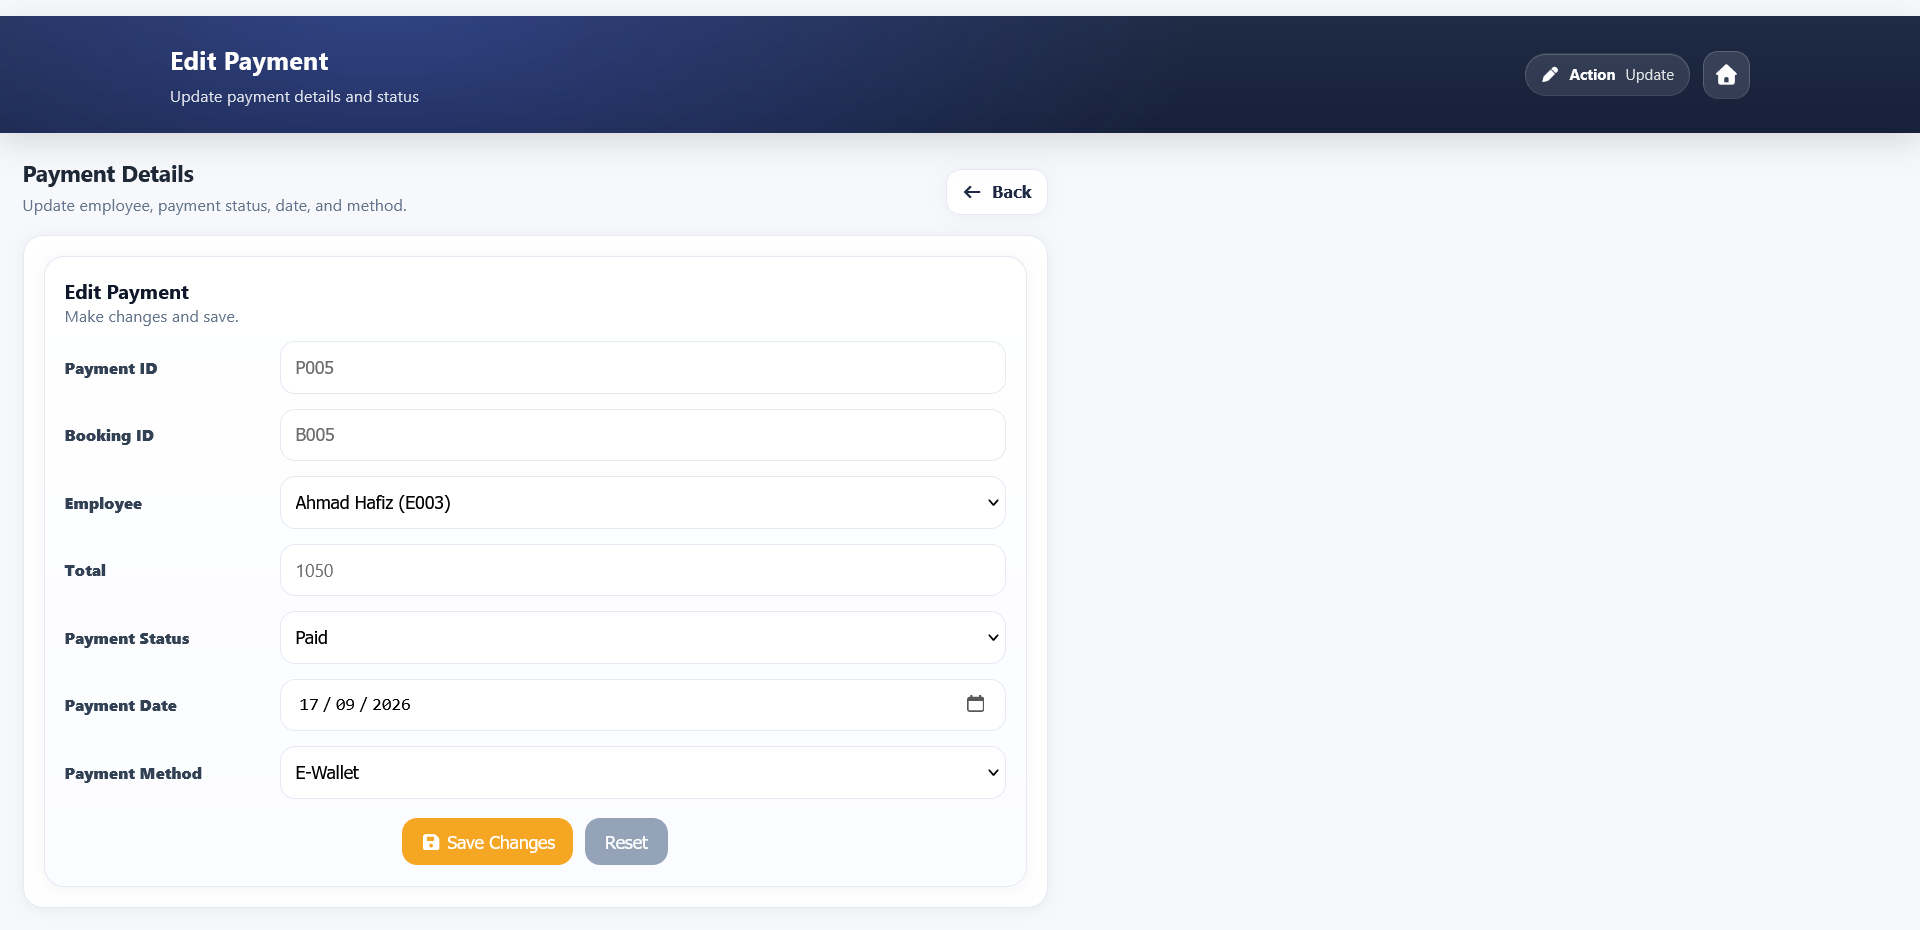 Edit Payment
Update payment details and status
Action Update
Payment Details
Update employee, payment status, date, and method.
Back
Edit Payment
Make changes and save.
Payment ID P005
Booking ID B005
Employee Ahmad Hafiz (E003)
Total 1050
Payment Status Paid
Payment Date 17 / 09 / 2026
Payment Method E-Wallet
Save Changes Reset